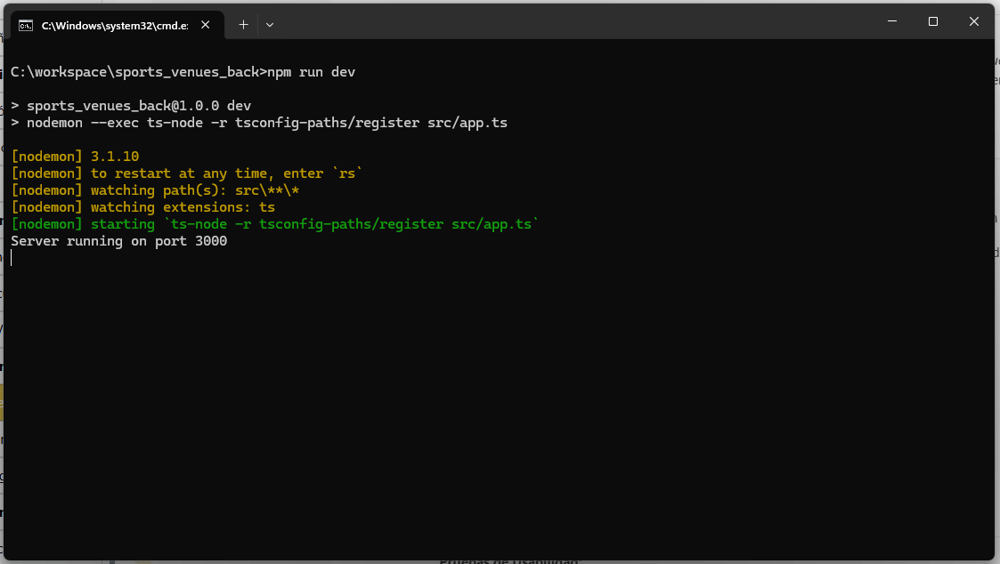 C:\Windows\system32\cmd.e
C:\workspace\sports_venues_back>npm run dev
> sports_venues_back@1.0.0 dev
> nodemon --exec ts-node -r tsconfig-paths/register src/app.ts
[nodemon] 3.1.10
[nodemon] to restart at any time, enter `rs`
[nodemon] watching path(s): src\**\*
[nodemon] watching extensions: ts
[nodemon] starting `ts-node -r tsconfig-paths/register src/app.ts`
Server running on port 3000
Pruebas de Usabilidad